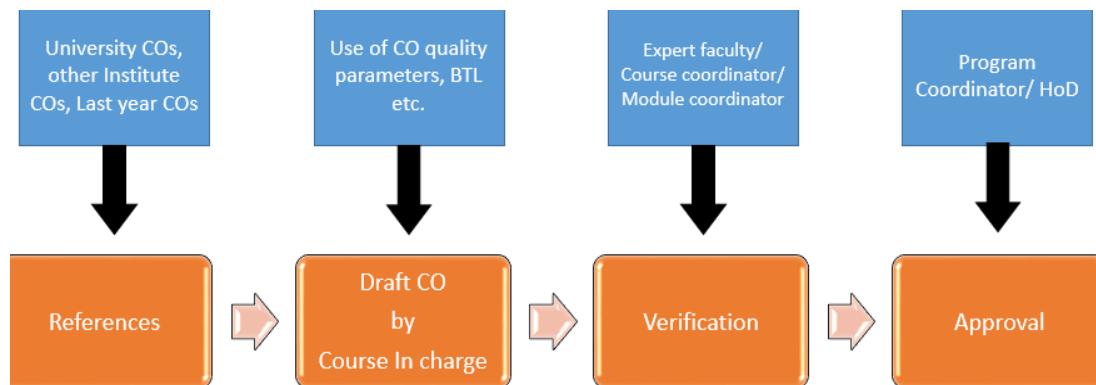 University COs,
other Institute
COs, Last year COs
Use of CO quality
parameters, BTL
etc.
Expert faculty/
Course coordinator/
Module coordinator
Program
Coordinator/ HoD
References
Draft CO
by
Course In charge
Verification
Approval